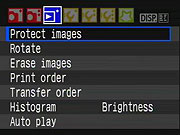 DISP.
Protect images
Rotate
Erase images
Print order
Transfer order
Histogram Brightness
Auto play